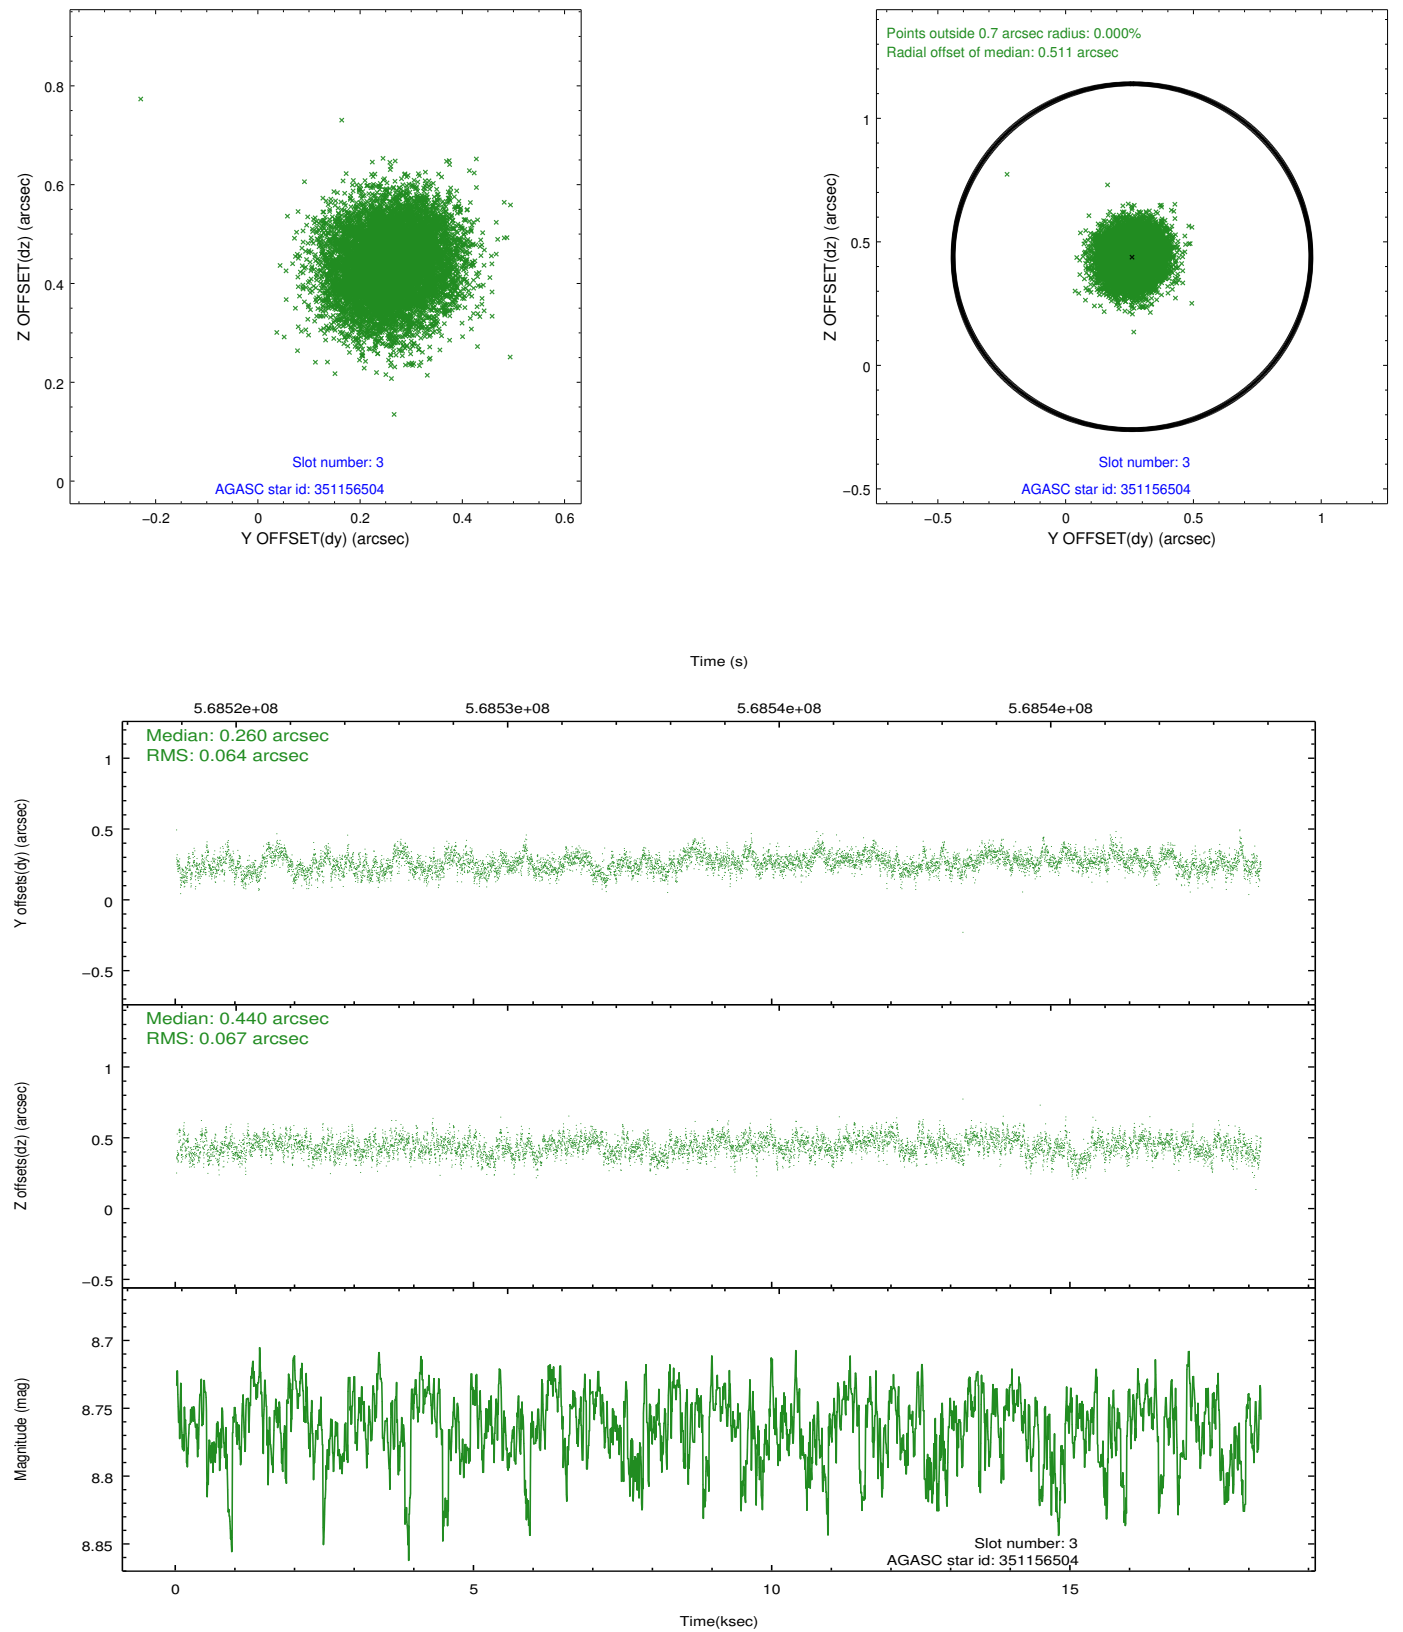 0.8
0.6
0.4
0.2
0
Z OFFSET(dz) (arcsec)
Slot number: 3
AGASC star id: 351156504
−0.2 0 0.2 0.4 0.6
Y OFFSET(dy) (arcsec)
Points outside 0.7 arcsec radius: 0.000%
Radial offset of median: 0.511 arcsec
1
0.5
0
−0.5
Z OFFSET(dz) (arcsec)
Slot number: 3
AGASC star id: 351156504
−0.5 0 0.5 1
Y OFFSET(dy) (arcsec)
Time (s)
5.6852e+08 5.6853e+08 5.6854e+08 5.6854e+08
Median: 0.260 arcsec
RMS: 0.064 arcsec
1
0.5
0
−0.5
Y offsets(dy) (arcsec)
Median: 0.440 arcsec
RMS: 0.067 arcsec
1
0.5
0
−0.5
Z offsets(dz) (arcsec)
8.7
8.75
8.8
8.85
Magnitude (mag)
Slot number: 3
AGASC star id: 351156504
0 5 10 15
Time(ksec)